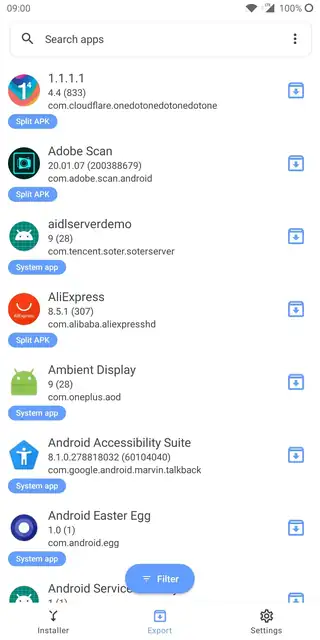 09:00
100%
Search apps
1.1.1.1
4.4 (833)
com.cloudflare.onedotonedotonedotone
Split APK
Adobe Scan
20.01.07 (200388679)
com.adobe.scan.android
Split APK
aidlserverdemo
9 (28)
com.tencent.soter.soterserver
System app
AliExpress
8.5.1 (307)
com.alibaba.aliexpresshd
Split APK
Ambient Display
9 (28)
com.oneplus.aod
System app
Android Accessibility Suite
8.1.0.278818032 (60104040)
com.google.android.marvin.talkback
System app
Android Easter Egg
1.0 (1)
com.android.egg
System app
Android Service
Filter
Installer
Export
Settings